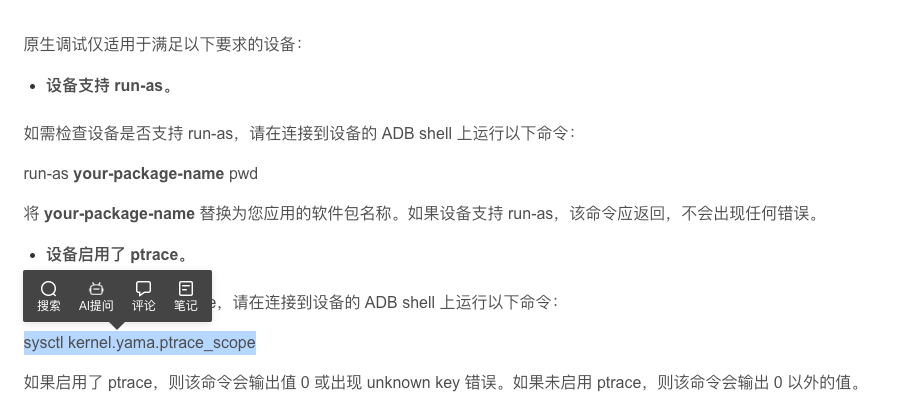 原生调试仅适用于满足以下要求的设备：
• 设备支持 run-as。
如需检查设备是否支持 run-as，请在连接到设备的 ADB shell 上运行以下命令：
run-as your-package-name pwd
将 your-package-name 替换为您应用的软件包名称。如果设备支持 run-as，该命令应返回，不会出现任何错误。
• 设备启用了 ptrace。
搜索 AI提问 评论 笔记
，请在连接到设备的 ADB shell 上运行以下命令：
sysctl kernel.yama.ptrace_scope
如果启用了 ptrace，则该命令会输出值 0 或出现 unknown key 错误。如果未启用 ptrace，则该命令会输出 0 以外的值。